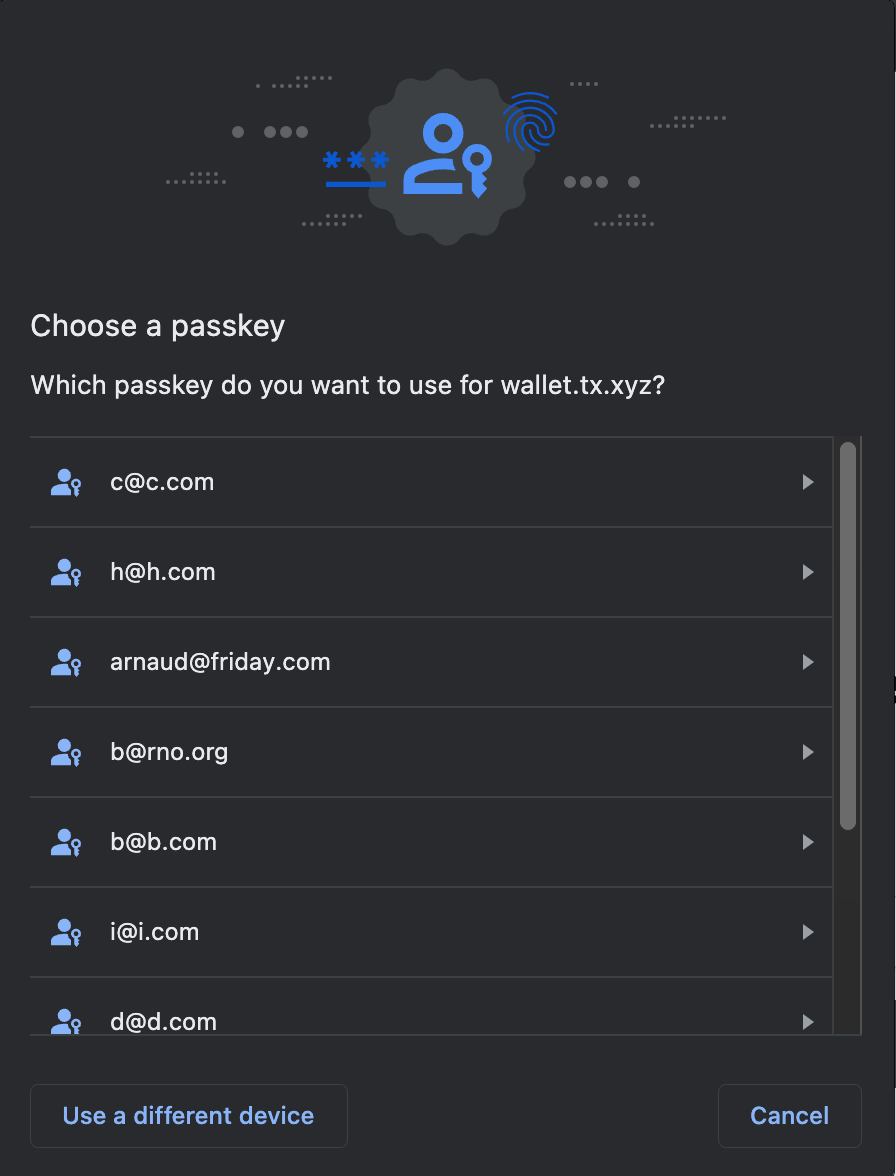 ***
Choose a passkey
Which passkey do you want to use for wallet.tx.xyz?
c@c.com
h@h.com
arnaud@friday.com
b@rno.org
b@b.com
i@i.com
d@d.com
Use a different device
Cancel